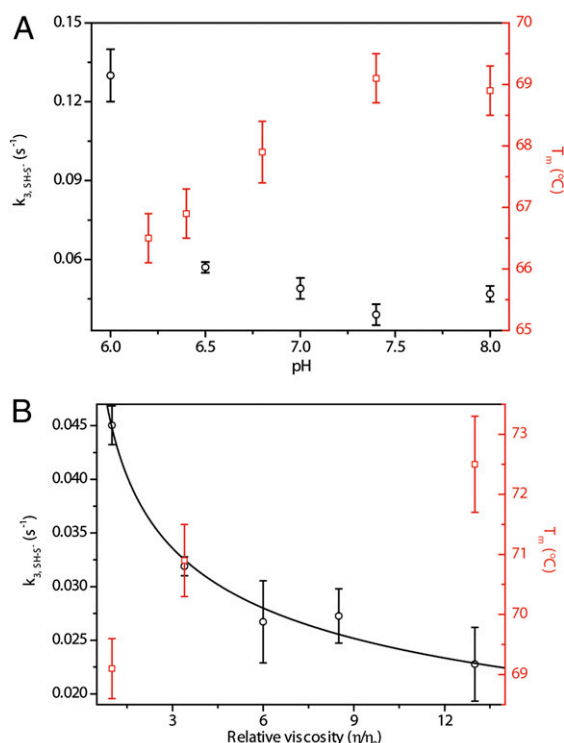 A
0.15
0.12
0.09
0.06
k3, SH-S- (s-1)
6.0 6.5 7.0 7.5 8.0
pH
70
69
68
67
66
65
Tm (°C)
B
0.045
0.040
0.035
0.030
0.025
0.020
k3, SH-S- (s-1)
3 6 9 12
Relative viscosity (η/η₀)
73
72
71
70
69
Tm (°C)